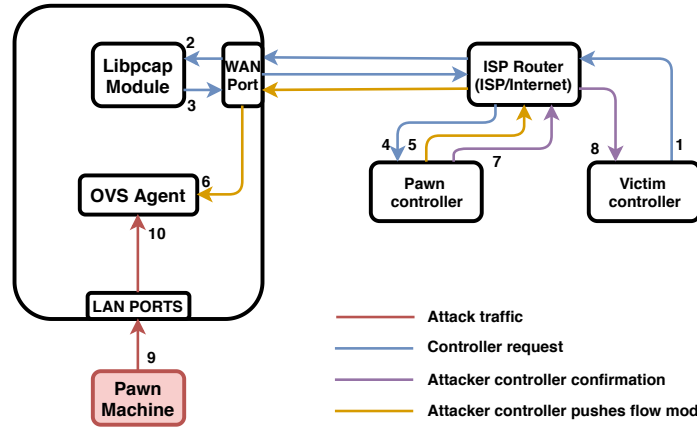 2
Libpcap
Module
3
WAN
Port
ISP Router
(ISP/Internet)
4
5
7
8
1
Pawn
controller
Victim
controller
6
OVS Agent
10
LAN PORTS
9
Pawn
Machine
Attack traffic
Controller request
Attacker controller confirmation
Attacker controller pushes flow mod